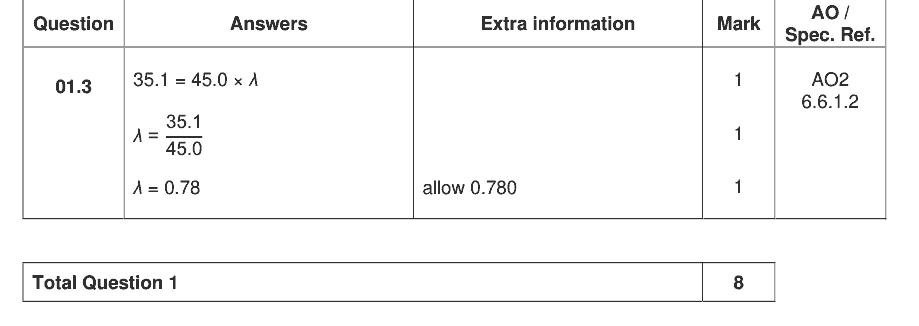 Question Answers Extra information Mark AO / Spec. Ref.
01.3 35.1 = 45.0 × λ 1 AO2
6.6.1.2
λ = 35.1 / 45.0 1
λ = 0.78 allow 0.780 1
Total Question 1 8